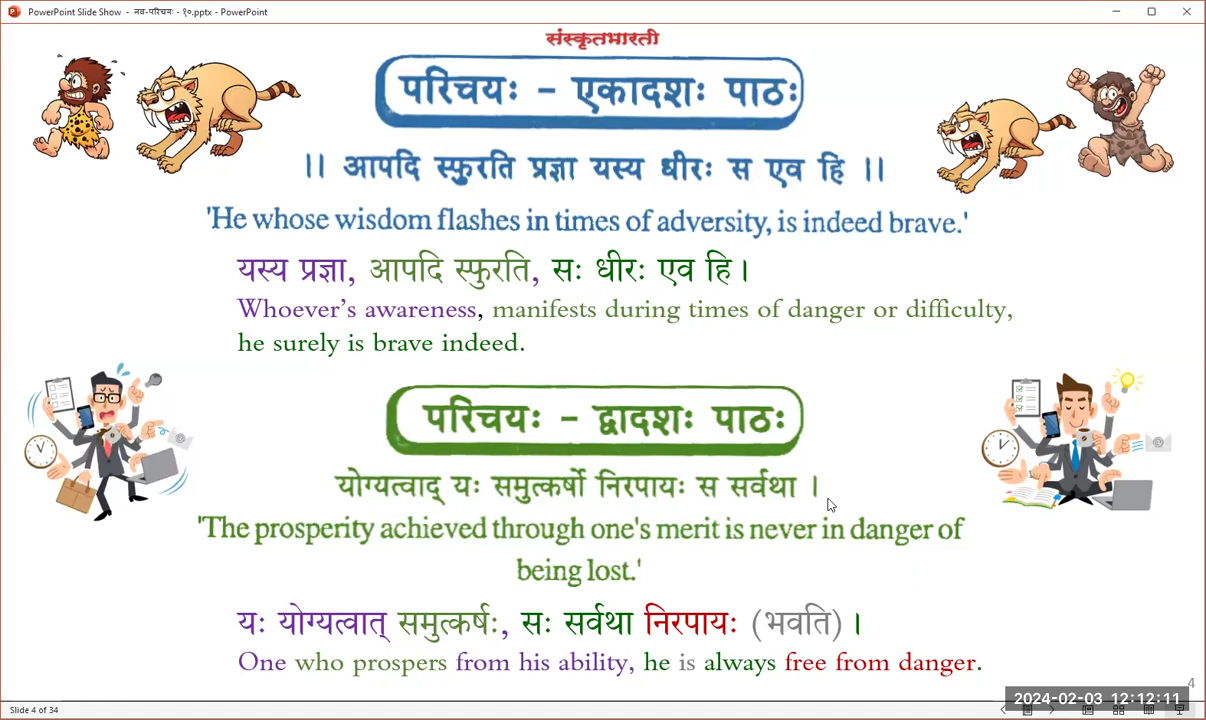 PowerPoint Slide Show - नव-परिचयः - १०.pptx - PowerPoint
संस्कृतभारती
परिचयः - एकादशः पाठः
।। आपदि स्फुरति प्रज्ञा यस्य धीरः स एव हि ।।
'He whose wisdom flashes in times of adversity, is indeed brave.'
यस्य प्रज्ञा, आपदि स्फुरति, सः धीरः एव हि।
Whoever’s awareness, manifests during times of danger or difficulty,
he surely is brave indeed.
परिचयः - द्वादशः पाठः
योग्यत्वाद् यः समुत्कर्षो निरपायः स सर्वथा ।
'The prosperity achieved through one's merit is never in danger of
being lost.'
यः योग्यत्वात् समुत्कर्षः, सः सर्वथा निरपायः (भवति) ।
One who prospers from his ability, he is always free from danger.
4
2024-02-03 12:12:11
Slide 4 of 34